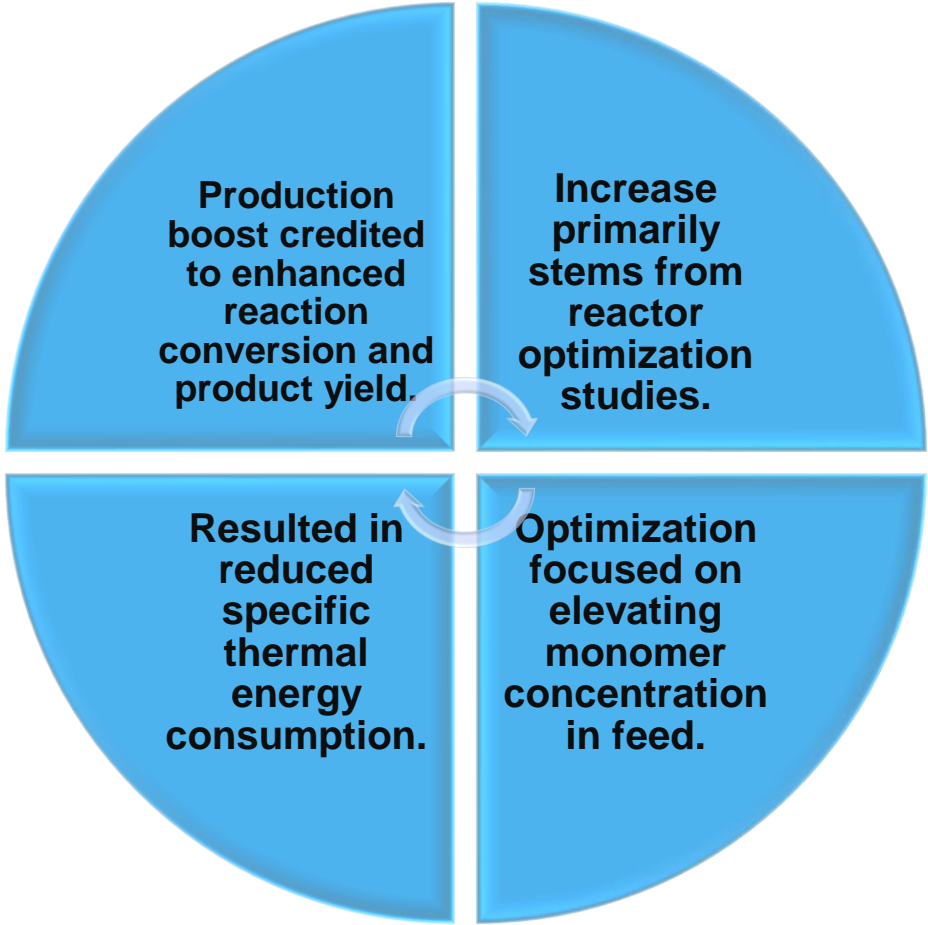 Production
boost credited
to enhanced
reaction
conversion and
product yield.
Increase
primarily
stems from
reactor
optimization
studies.
Resulted in
reduced
specific
thermal
energy
consumption.
Optimization
focused on
elevating
monomer
concentration
in feed.